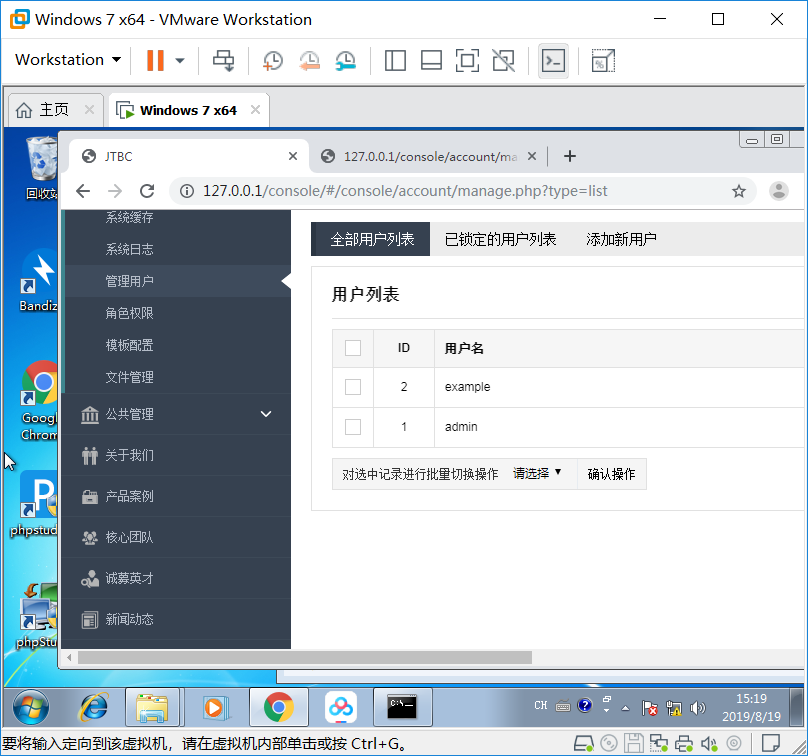 Windows 7 x64 - VMware Workstation
Workstation
主页
Windows 7 x64
JTBC
127.0.0.1/console/account/ma
127.0.0.1/console/#/console/account/manage.php?type=list
回收站
Bandiz
Google
Chrom
phpstud
phpStu
系统缓存
系统日志
管理用户
角色权限
模板配置
文件管理
公共管理
关于我们
产品案例
核心团队
诚募英才
新闻动态
全部用户列表 已锁定的用户列表 添加新用户
用户列表
ID 用户名
2 example
1 admin
对选中记录进行批量切换操作 请选择 ▼ 确认操作
CH
15:19
2019/8/19
要将输入定向到该虚拟机，请在虚拟机内部单击或按 Ctrl+G。